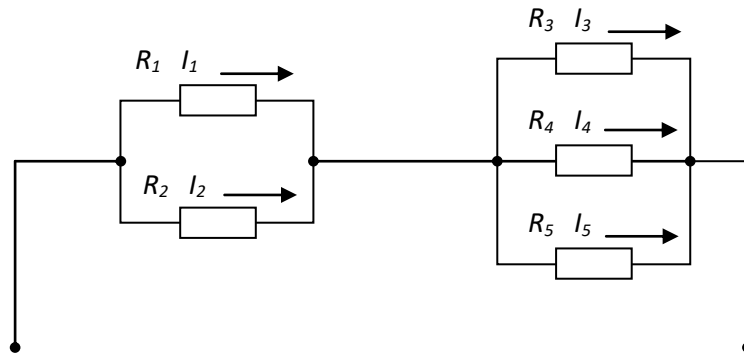 R₁ I₁
R₂ I₂
R₃ I₃
R₄ I₄
R₅ I₅